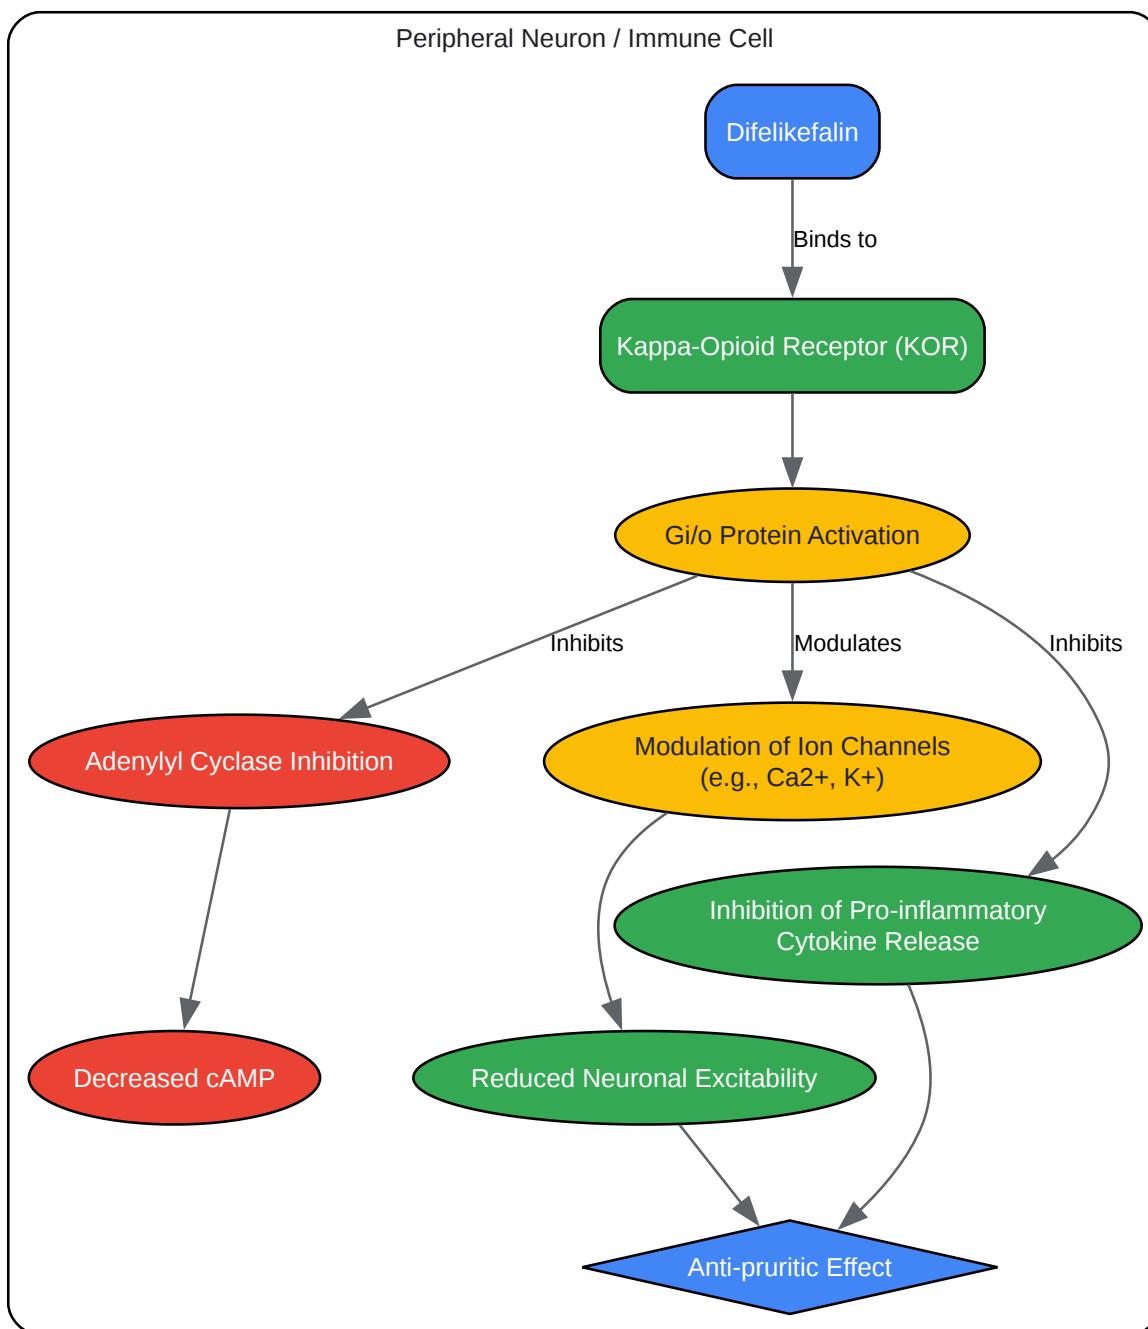 Peripheral Neuron / Immune Cell
Difelikefalin
Binds to
Kappa-Opioid Receptor (KOR)
Gi/o Protein Activation
Inhibits
Modulates
Inhibits
Adenylyl Cyclase Inhibition
Modulation of Ion Channels
(e.g., Ca2+, K+)
Inhibition of Pro-inflammatory
Cytokine Release
Decreased cAMP
Reduced Neuronal Excitability
Anti-pruritic Effect